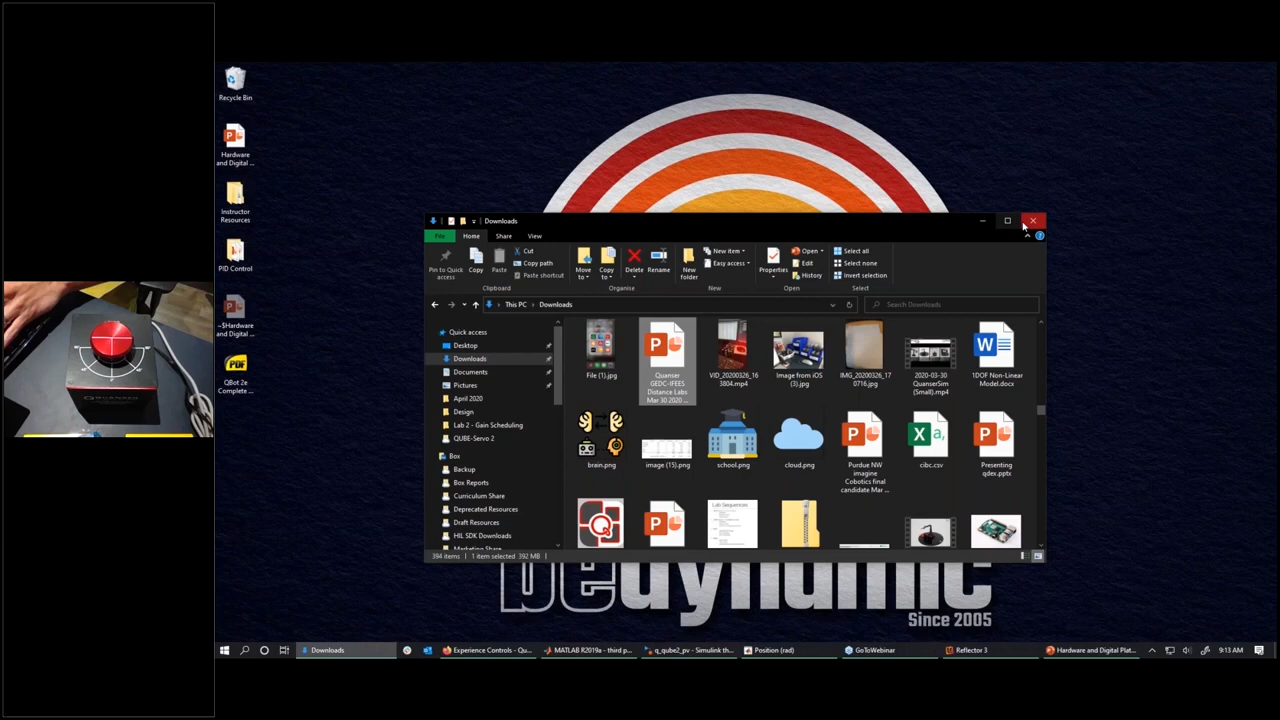 Recycle Bin
Hardware
and Digital ...
Instructor
Resources
PID Control
~$Hardware
and Digital ...
PDF
QBot 2e
Complete ...
Downloads
File
Home
Share
View
Pin to Quick
access
Copy
Paste
Cut
Copy path
Paste shortcut
Clipboard
Move
to
Copy
to
Delete
Rename
Organise
New
folder
New item
Easy access
New
Properties
Open
Edit
History
Open
Select all
Select none
Invert selection
Select
This PC
Downloads
Search Downloads
Quick access
Desktop
Downloads
Documents
Pictures
April 2020
Design
Lab 2 - Gain Scheduling
QUBE-Servo 2
Box
Backup
Box Reports
Curriculum Share
Deprecated Resources
Draft Resources
HIL SDK Downloads
Marketing Share
File (1).jpg
Quanser
GEDC-IFEES
Distance Labs
Mar 30 2020 ...
VID_20200326_16
3804.mp4
Image from iOS
(3).jpg
IMG_20200326_17
0716.jpg
2020-03-30
QuanserSim
(Small).mp4
1DOF Non-Linear
Model.docx
brain.png
image (15).png
school.png
cloud.png
Purdue NW
imagine
Cobotics final
candidate Mar ...
cibc.csv
Presenting
qdex.pptx
Lab Sequences
394 items
1 item selected 392 MB
bedynamic
Since 2005
Downloads
Experience Controls - Qu...
MATLAB R2019a - third p...
q_qube2_pv - Simulink th...
Position (rad)
GoToWebinar
Reflector 3
Hardware and Digital Plat...
9:13 AM